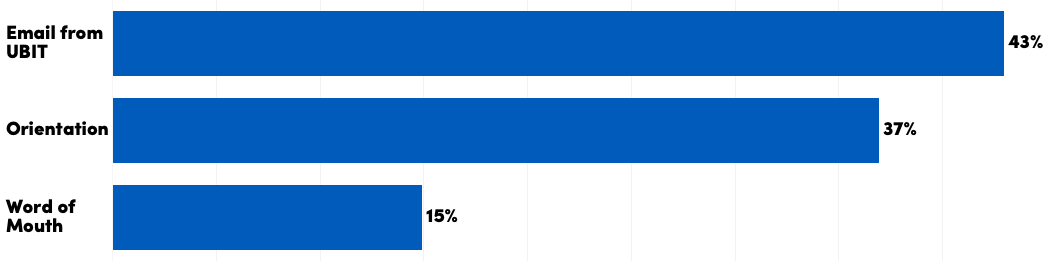 Email from
UBIT
43%
Orientation
37%
Word of
Mouth
15%